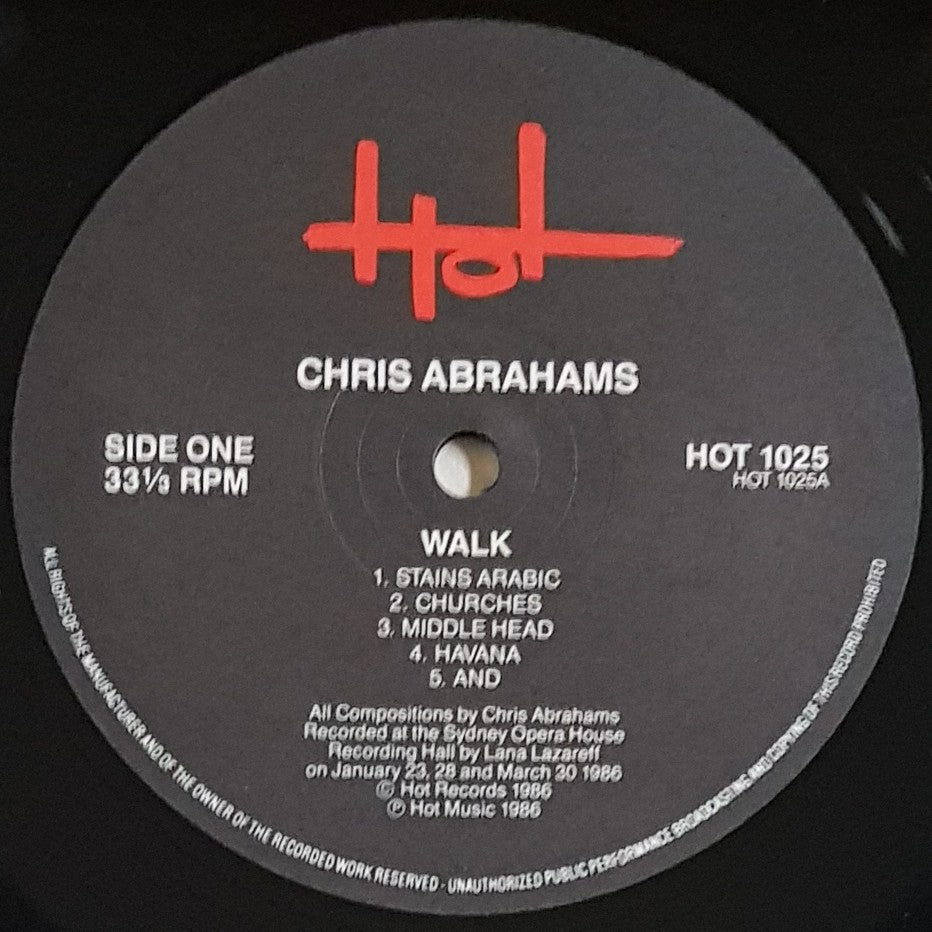 Hot
CHRIS ABRAHAMS
SIDE ONE
33⅓ RPM
HOT 1025
HOT 1025A
WALK
1. STAINS ARABIC
2. CHURCHES
3. MIDDLE HEAD
4. HAVANA
5. AND
All Compositions by Chris Abrahams
Recorded at the Sydney Opera House
Recording Hall by Lana Lazareff
on January 23, 28 and March 30 1986
© Hot Records 1986
℗ Hot Music 1986
ALL RIGHTS OF THE MANUFACTURER AND OF THE OWNER OF THE RECORDED WORK RESERVED - UNAUTHORIZED PUBLIC PERFORMANCE BROADCASTING AND COPYING OF THIS RECORD PROHIBITED